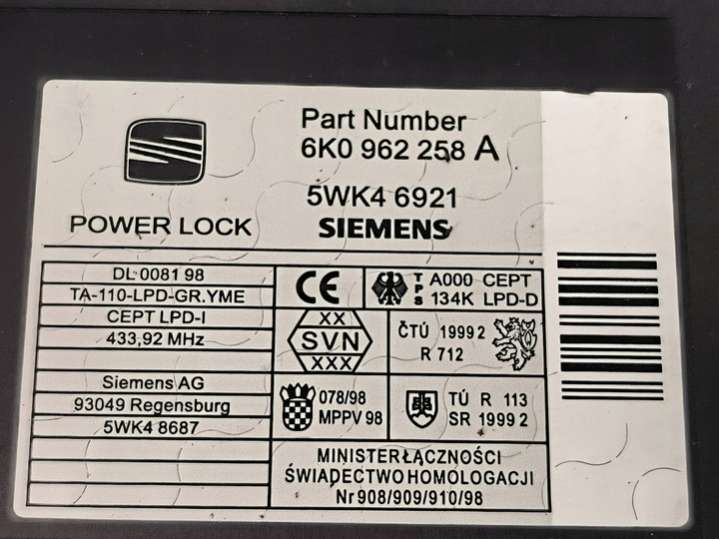 Part Number
6K0 962 258 A
5WK4 6921
POWER LOCK
SIEMENS
DL 0081 98
TA-110-LPD-GR.YME
CEPT LPD-I
433,92 MHz
Siemens AG
93049 Regensburg
5WK4 8687
CE
T P S
A000 CEPT
134K LPD-D
XX
SVN
XXX
ČTÚ 1999 2
R 712
078/98
MPPV 98
TÚ R 113
SR 1999 2
MINISTER ŁĄCZNOŚCI
ŚWIADECTWO HOMOLOGACJI
Nr 908/909/910/98